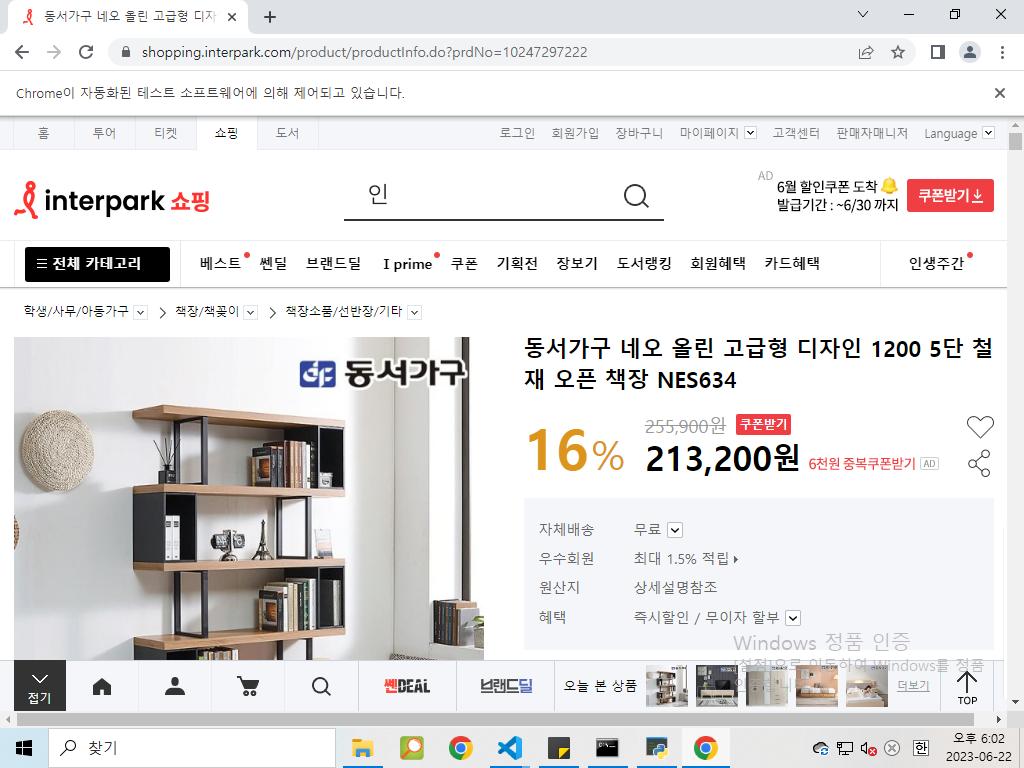 동서가구 네오 올린 고급형 디자
shopping.interpark.com/product/productInfo.do?prdNo=10247297222
Chrome이 자동화된 테스트 소프트웨어에 의해 제어되고 있습니다.
홈 투어 티켓 쇼핑 도서 로그인 회원가입 장바구니 마이페이지 고객센터 판매자매니저 Language
interpark 쇼핑
인
AD
6월 할인쿠폰 도착
발급기간 : ~6/30 까지
쿠폰받기
전체 카테고리 베스트 쎈딜 브랜드딜 I prime 쿠폰 기획전 장보기 도서랭킹 회원혜택 카드혜택 인생주간
학생/사무/아동가구 책장/책꽂이 책장소품/선반장/기타
동서가구
동서가구 네오 올린 고급형 디자인 1200 5단 철
재 오픈 책장 NES634
16%
255,900원 쿠폰받기
213,200원 6천원 중복쿠폰받기 AD
자체배송 무료
우수회원 최대 1.5% 적립
원산지 상세설명참조
혜택 즉시할인 / 무이자 할부
Windows 정품 인증
[설정]으로 이동하여 Windows를 정품
접기
쎈DEAL
브랜드딜
오늘 본 상품
더보기
TOP
찾기
한
오후 6:02
2023-06-22